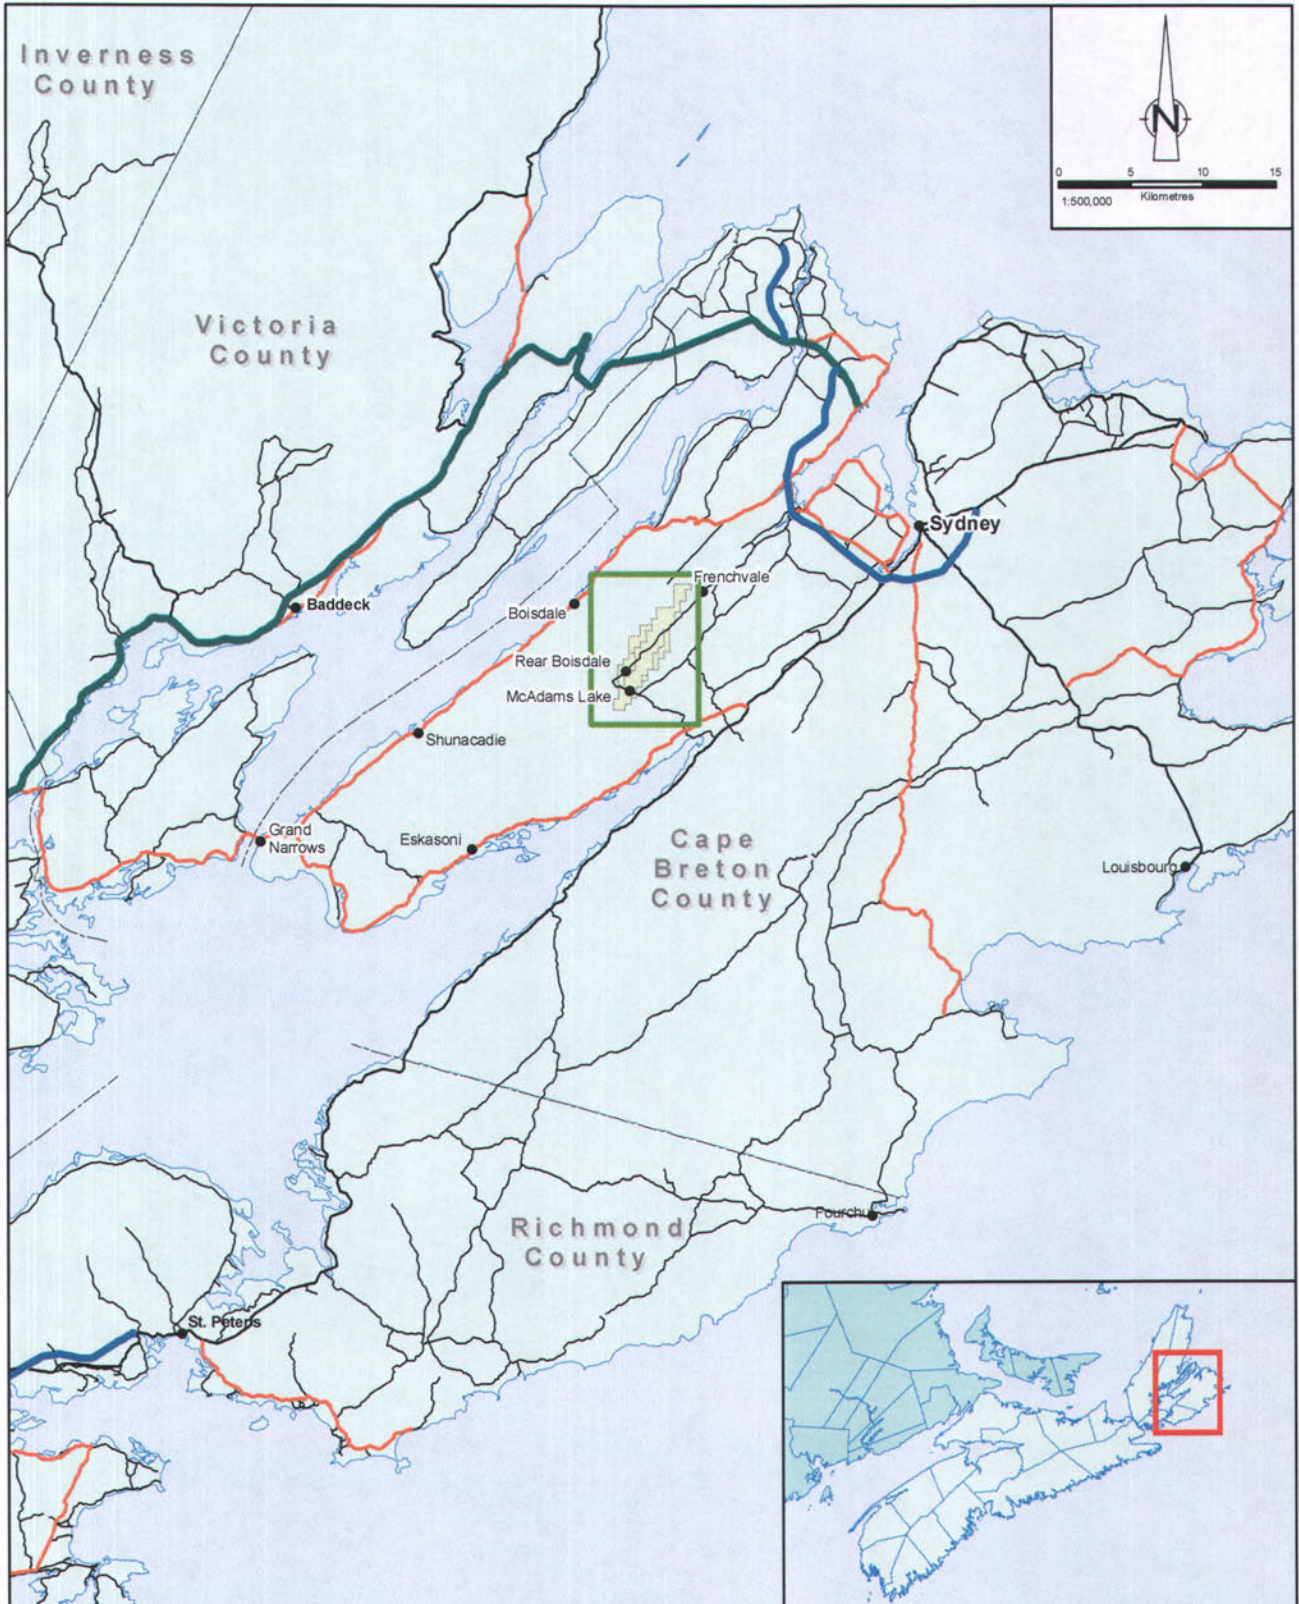 Inverness
County
N
0 5 10 15
1:500,000 Kilometres
Victoria
County
Sydney
Frenchvale
Baddeck
Boisdale
Rear Boisdale
McAdams Lake
Shunacadie
Grand
Narrows
Eskasoni
Cape
Breton
County
Louisbourg
Fourchu
Richmond
County
St. Peter's